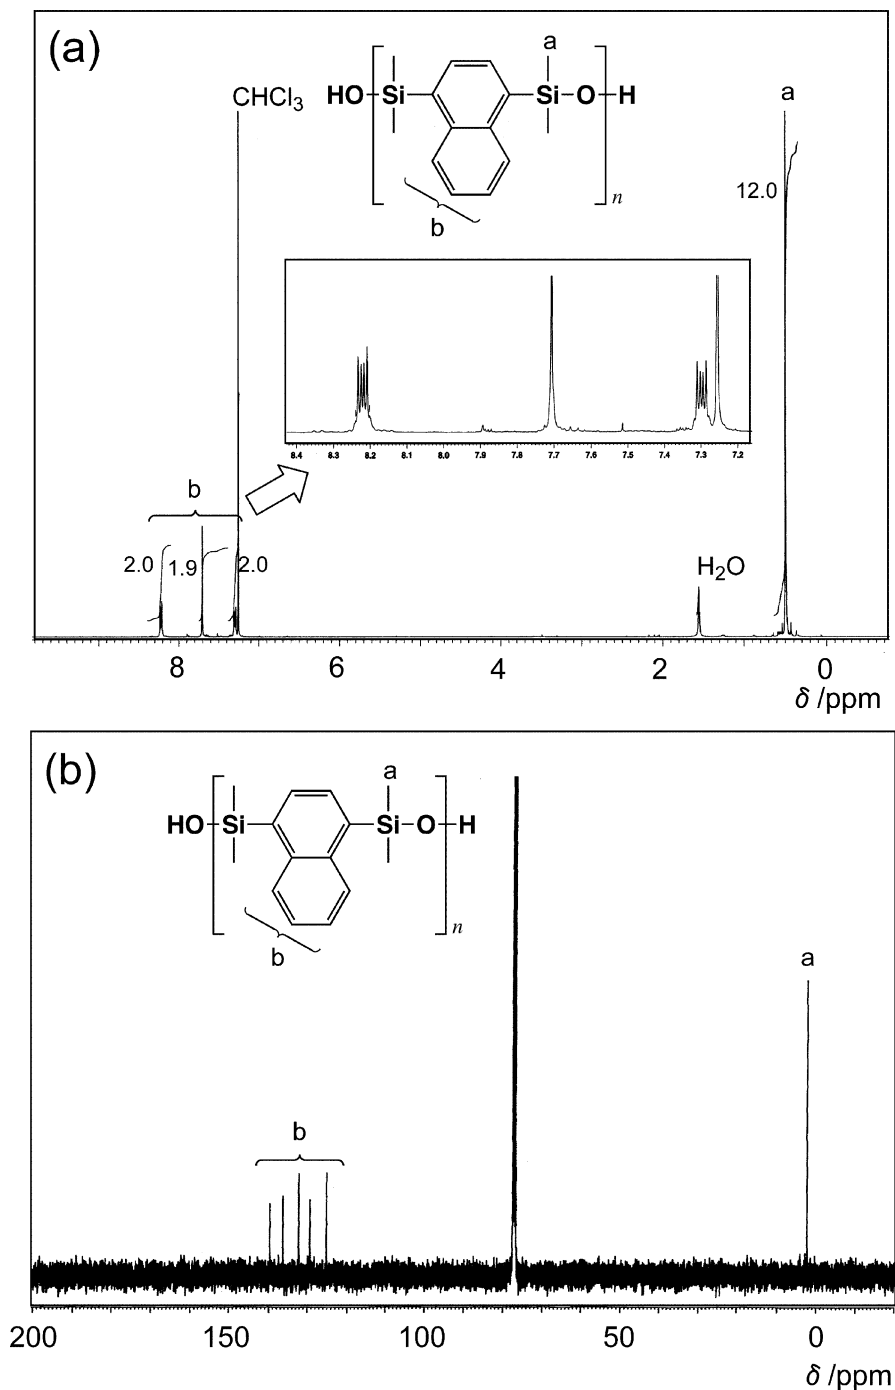 (a)
a
CHCl3
HO Si Si O H
n
b
a
12.0
8.4 8.3 8.2 8.1 8.0 7.9 7.8 7.7 7.6 7.5 7.4 7.3 7.2
b
2.0 1.9 2.0
H2O
8 6 4 2 0
δ /ppm
(b)
a
HO Si Si O H
n
b
a
b
200 150 100 50 0
δ /ppm